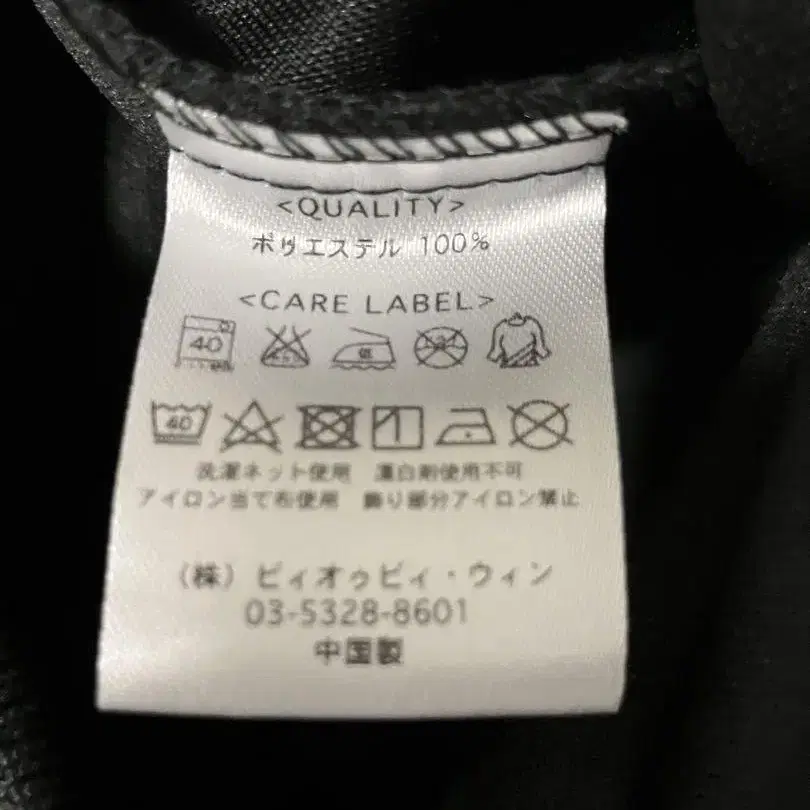 <QUALITY>
ポリエステル 100%
<CARE LABEL>
40 低
40
洗濯ネット使用 漂白剤使用不可
アイロン当て布使用 飾り部分アイロン禁止
(株) ビィオゥビィ・ウィン
03-5328-8601
中国製